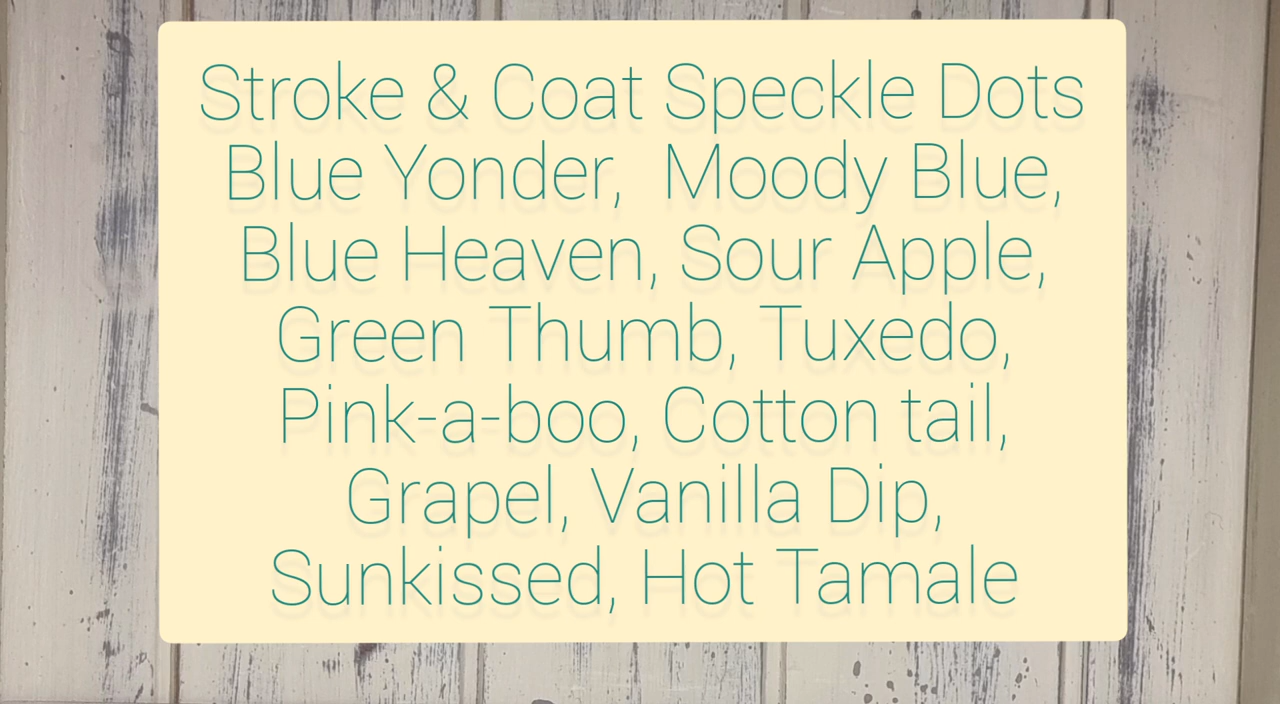 Stroke & Coat Speckle Dots
Blue Yonder,  Moody Blue,
Blue Heaven, Sour Apple,
Green Thumb, Tuxedo,
Pink-a-boo, Cotton tail,
Grapel, Vanilla Dip,
Sunkissed, Hot Tamale